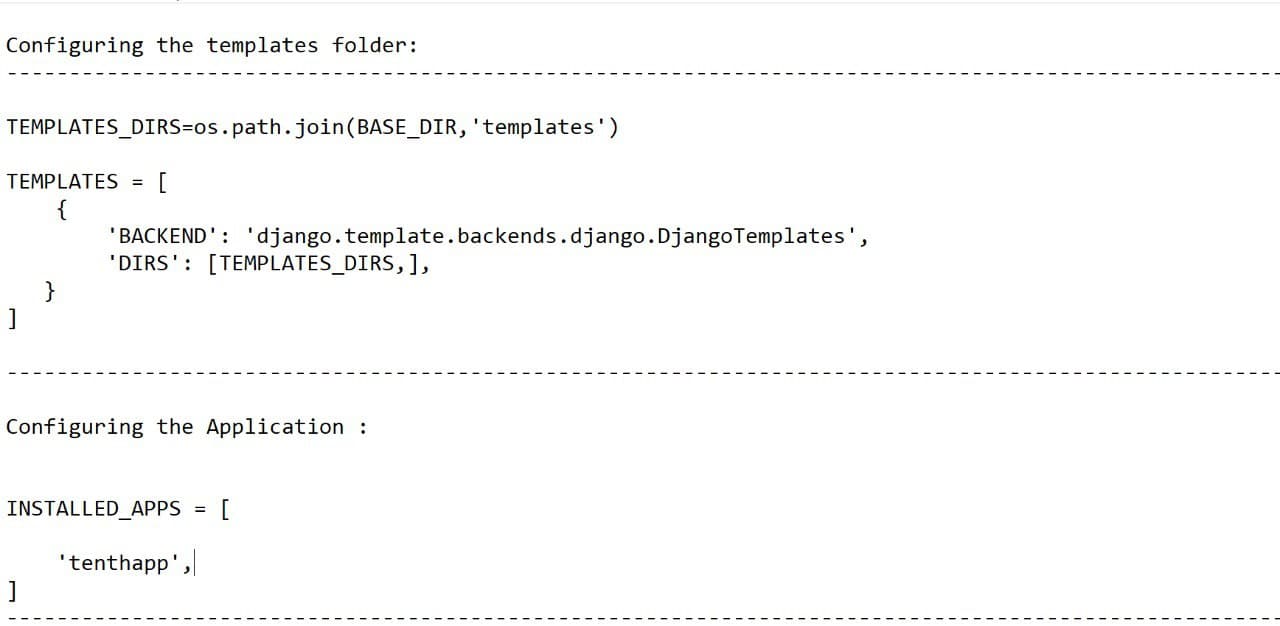 Configuring the templates folder:
------------------------------------------------------------------------------------------------------
TEMPLATES_DIRS=os.path.join(BASE_DIR,'templates')
TEMPLATES = [
    {
        'BACKEND': 'django.template.backends.django.DjangoTemplates',
        'DIRS': [TEMPLATES_DIRS,],
   }
]
------------------------------------------------------------------------------------------------------
Configuring the Application :
INSTALLED_APPS = [
    'tenthapp',
]
------------------------------------------------------------------------------------------------------